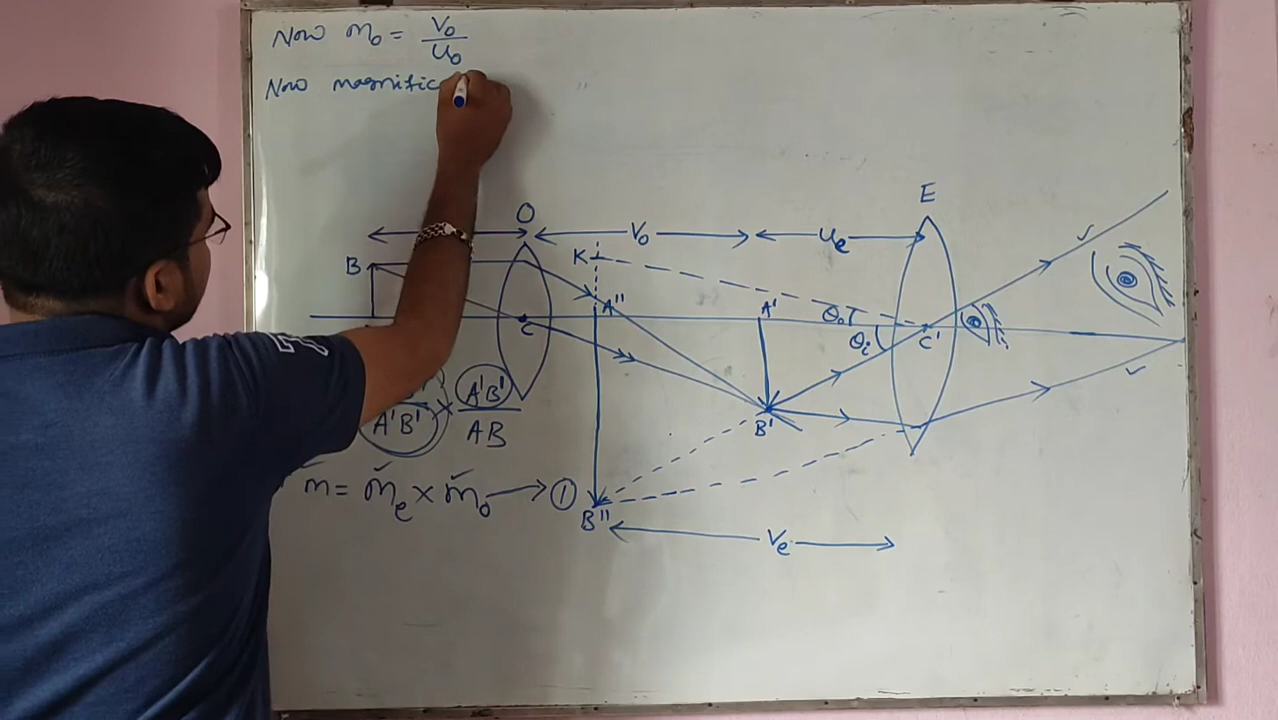 Now m₀ = V₀/u₀
Now magnific
O
E
V₀
uₑ
B
K
A"
A'
θ₀
θᵢ
C
C'
A'B' × A'B'/AB
B'
m = mₑ × m₀ → ①
B"
Vₑ